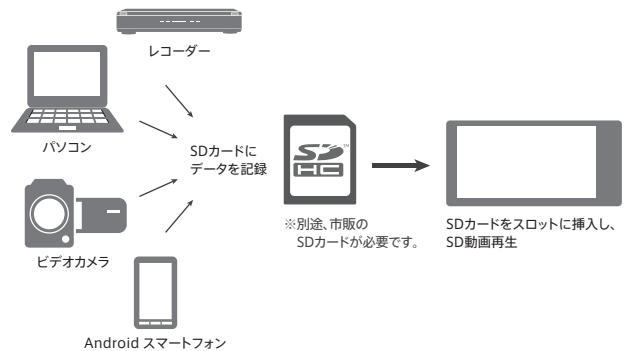 レコーダー
パソコン
SDカードに
データを記録
SD
HC
TM
※別途、市販の
SDカードが必要です。
SDカードをスロットに挿入し、
SD動画再生
ビデオカメラ
Android スマートフォン